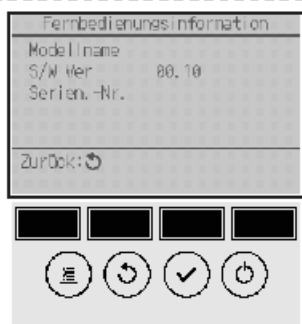 Fernbedienungsinformation
Modellname
S/W Ver 00.10
Serien.-Nr.
Zurück: